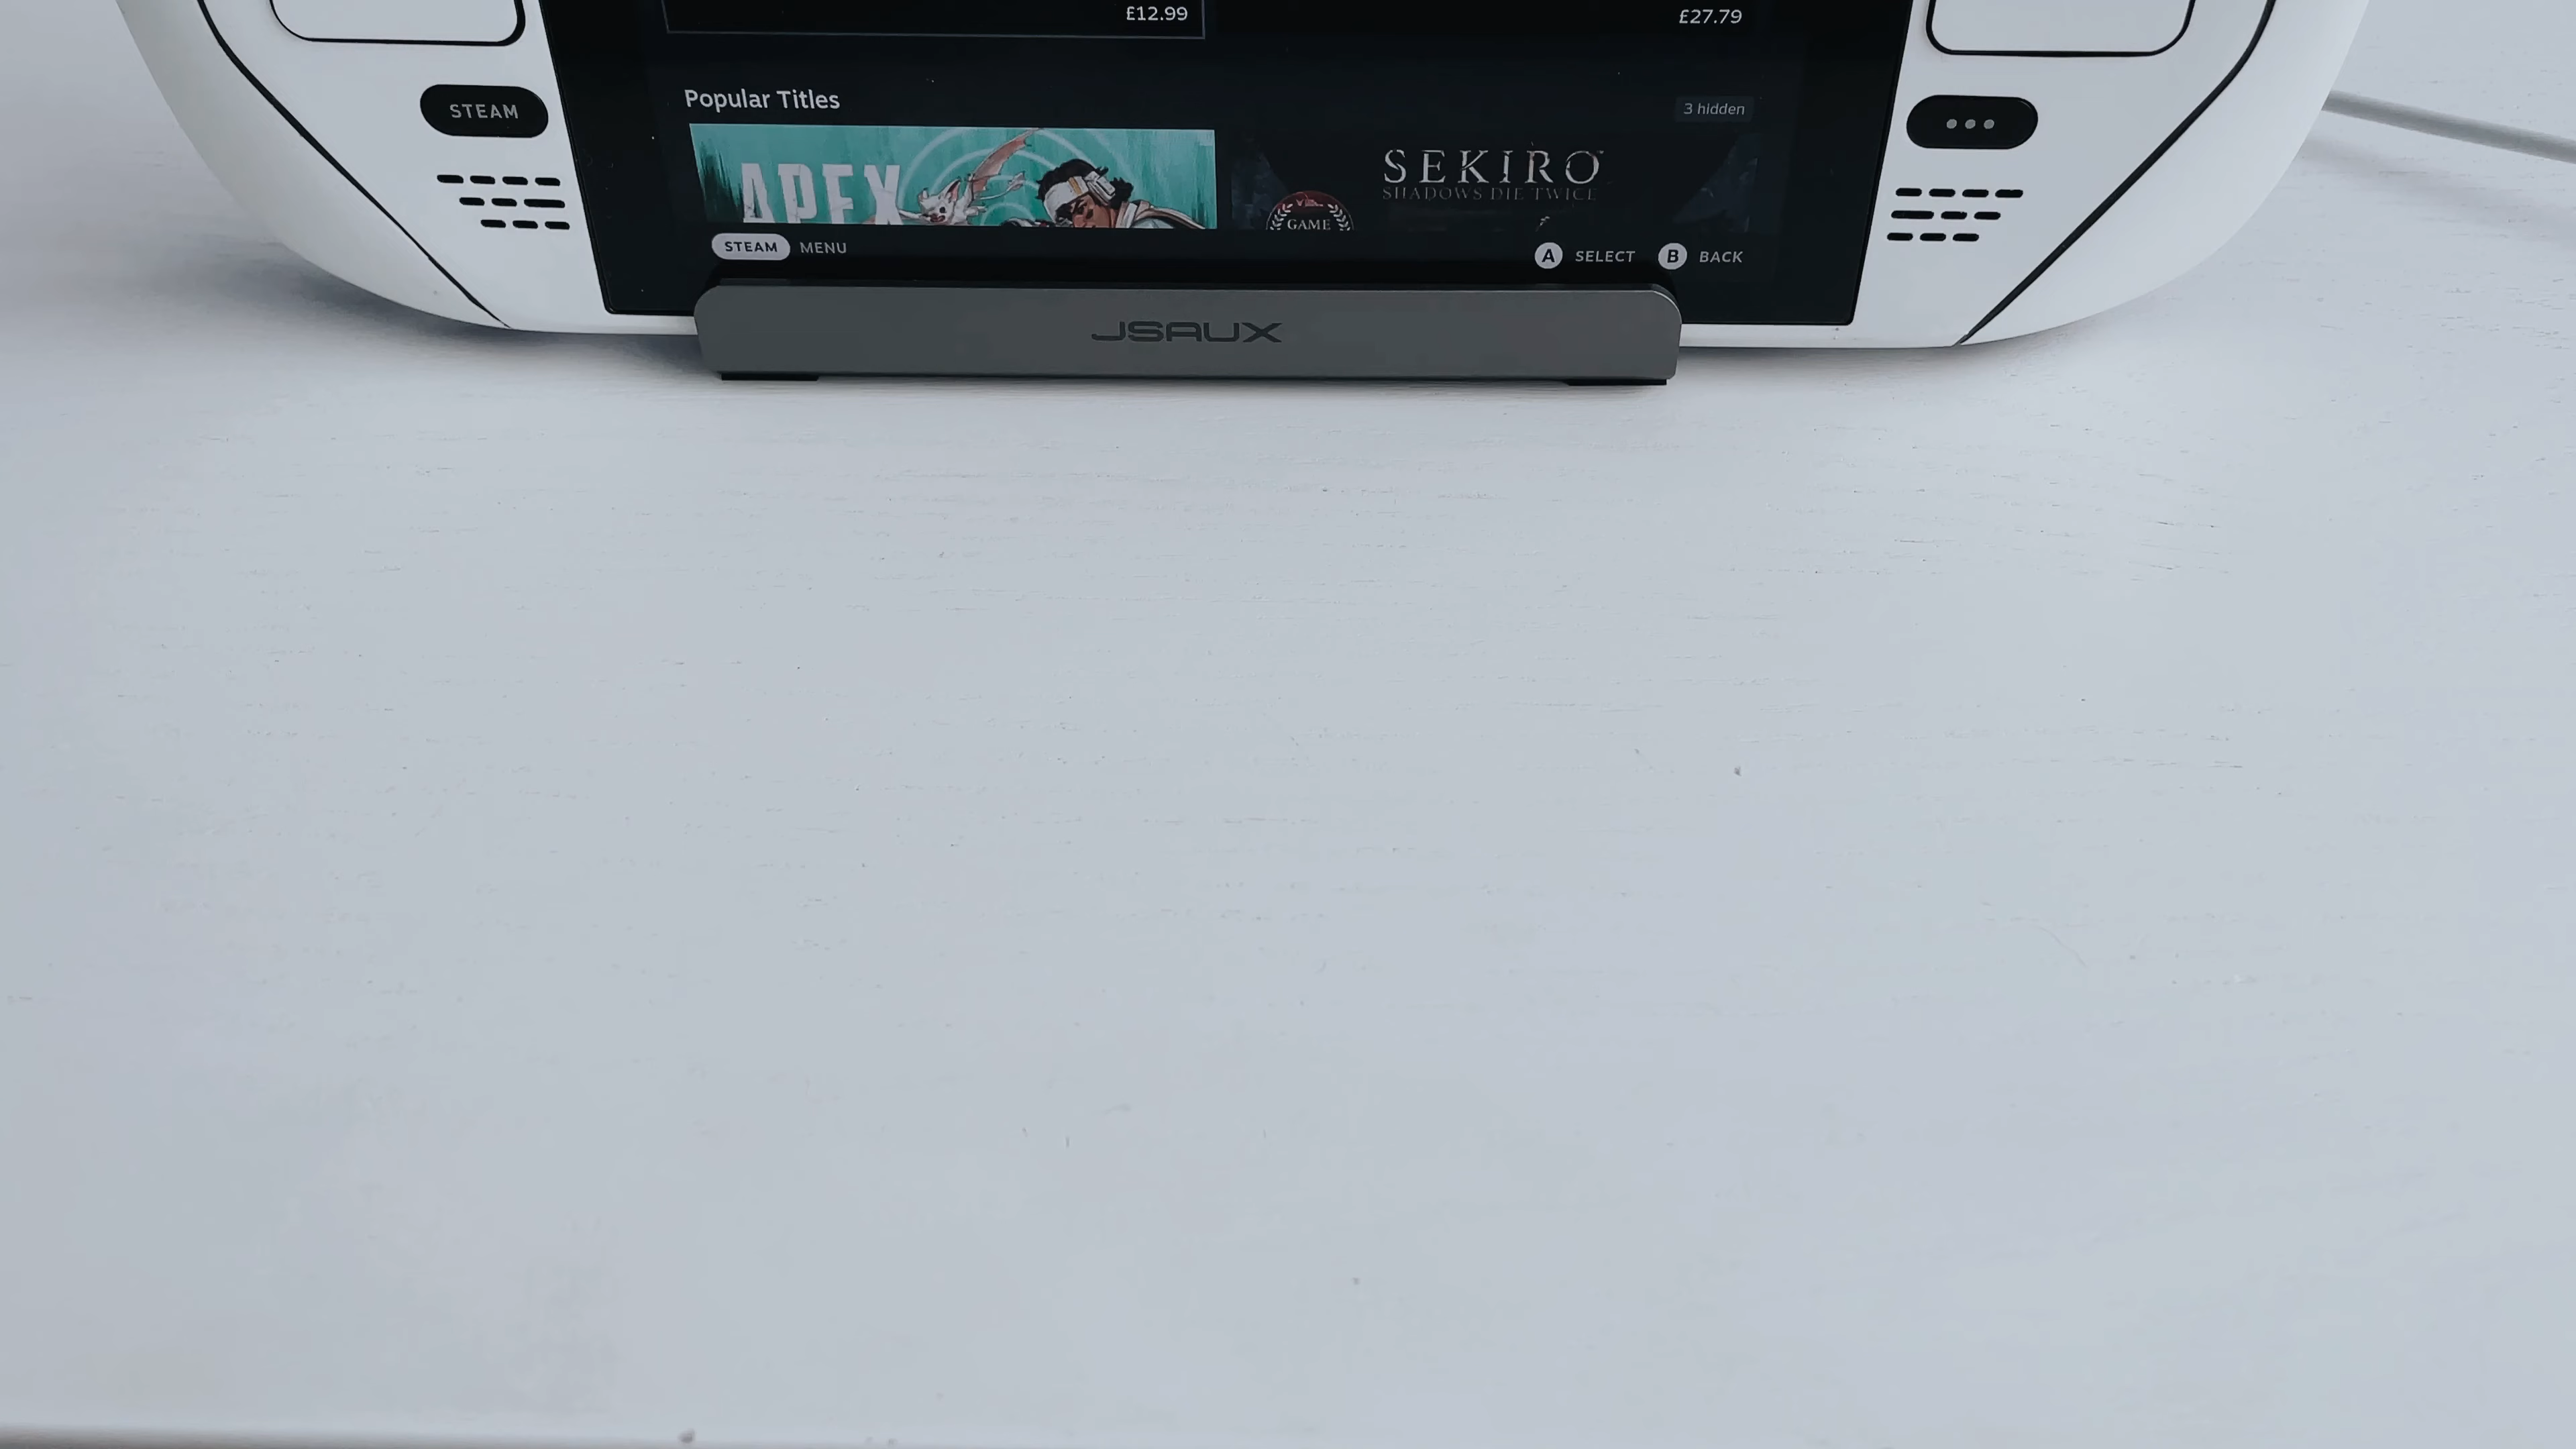 £12.99
£27.79
STEAM
Popular Titles
3 hidden
APEX
SEKIRO
SHADOWS DIE TWICE
GAME
STEAM MENU
A SELECT B BACK
JSAUX